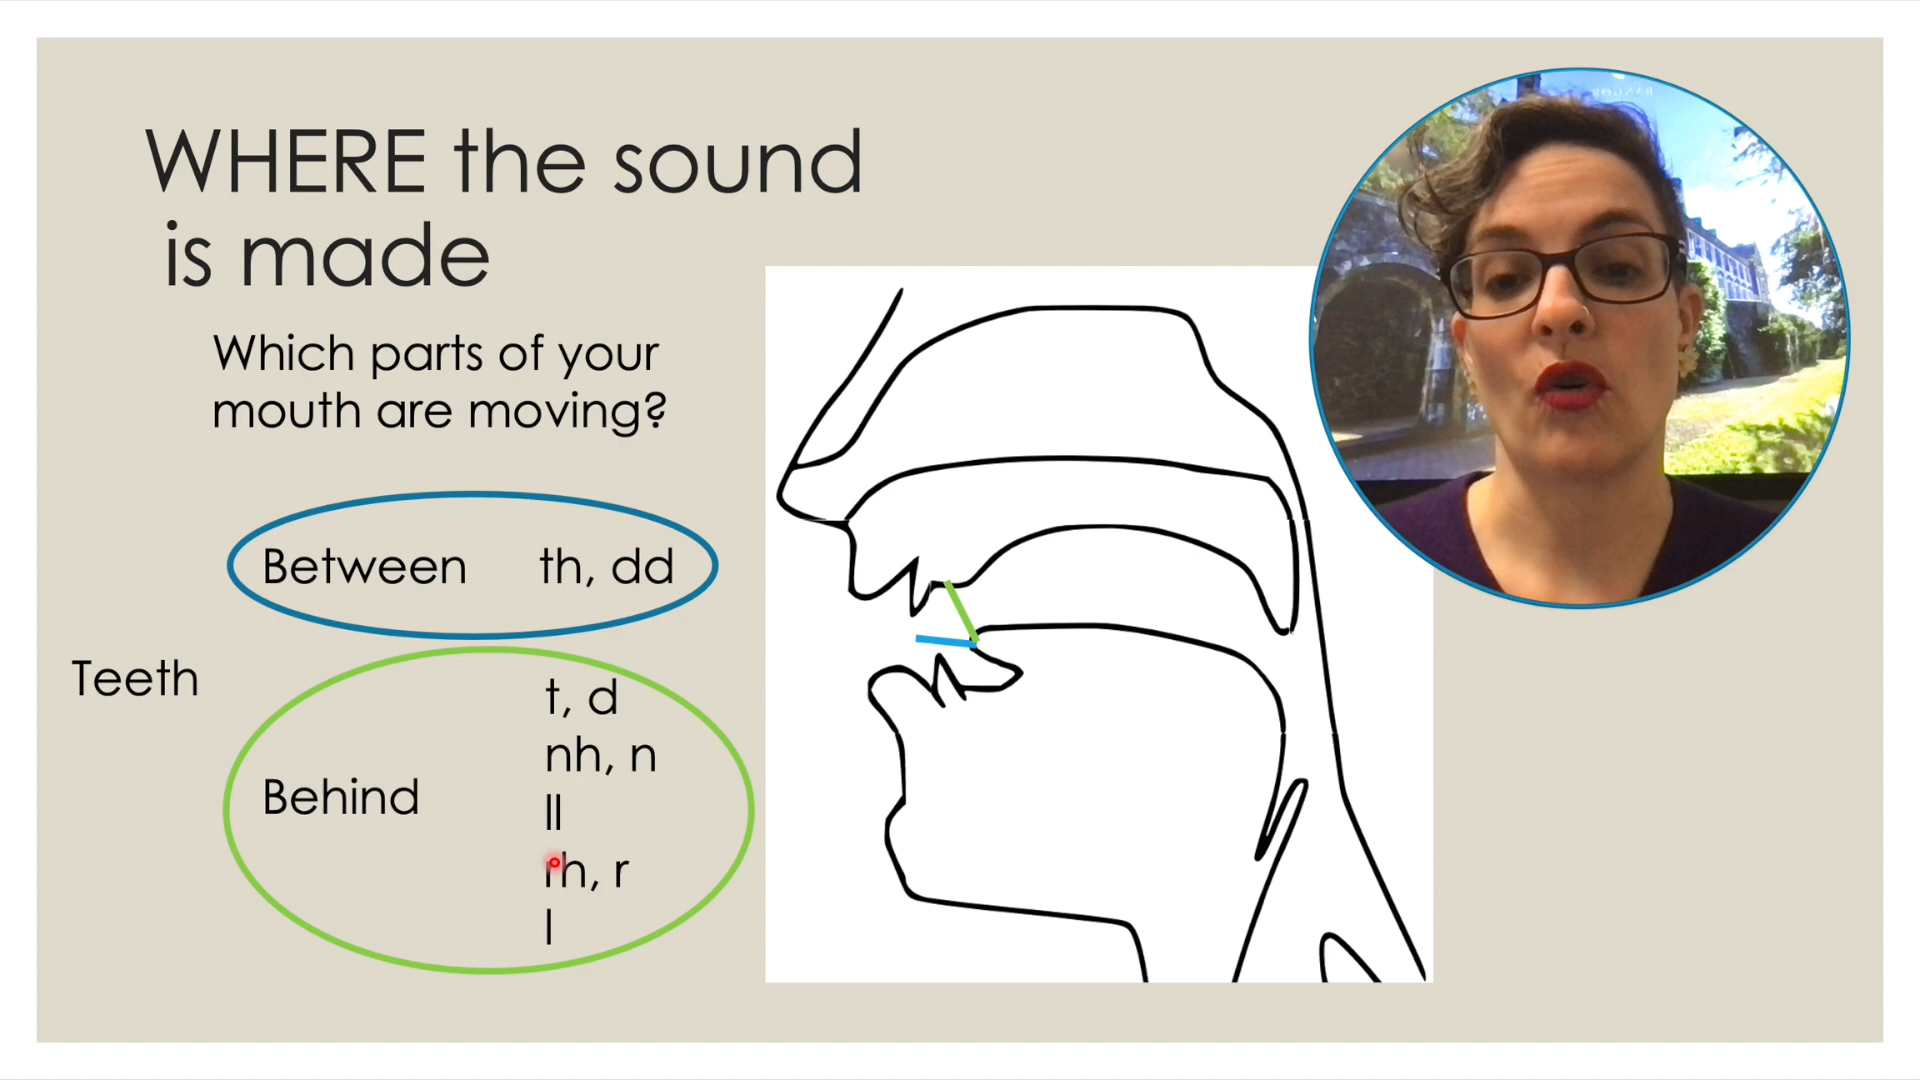 WHERE the sound
is made
Which parts of your
mouth are moving?
Between th, dd
Teeth
t, d
nh, n
ll
Behind
rh, r
l